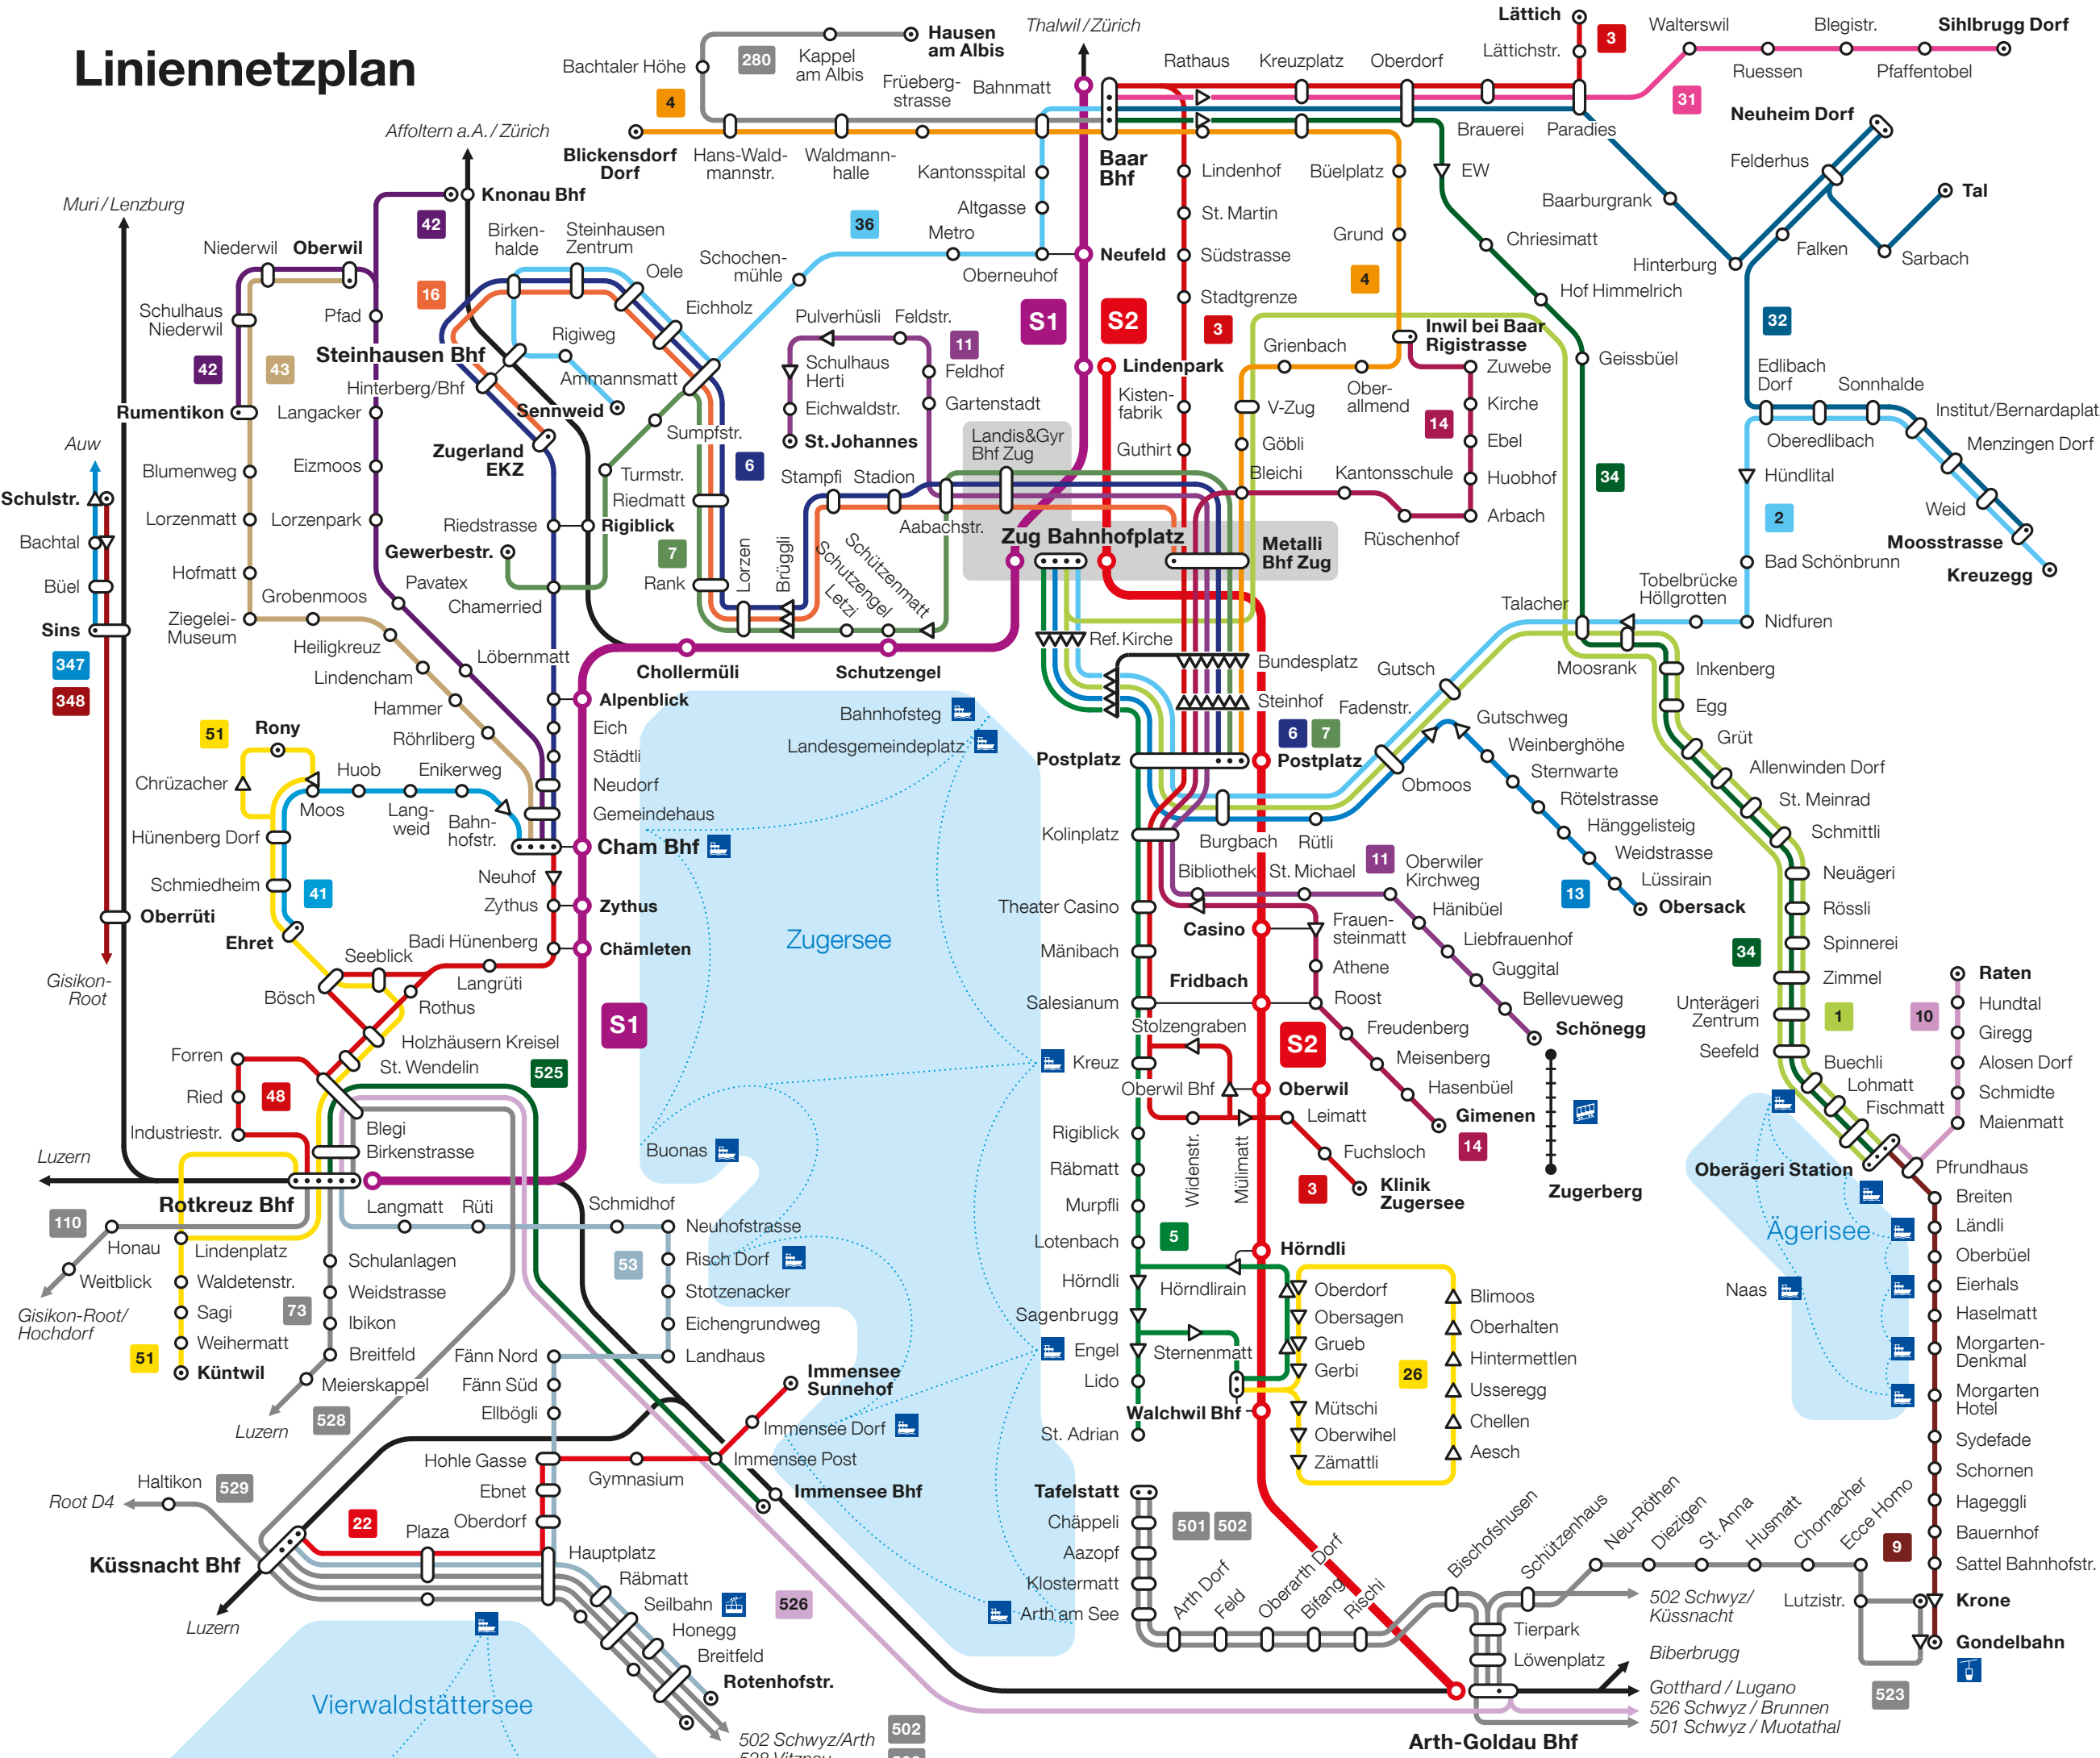 Liniennetzplan
Thalwil / Zürich
Hausen
am Albis
Kappel
am Albis
280
Bachtaler Höhe
4
Früeberg-
strasse
Bahnmatt
Rathaus
Kreuzplatz
Oberdorf
Lättich
Lättichstr.
3
Walterswil
Blegistr.
Sihlbrugg Dorf
Ruessen
Pfaffentobel
31
Neuheim Dorf
Affoltern a.A. / Zürich
Blickensdorf
Dorf
Hans-Wald-
mannstr.
Waldmann-
halle
Kantonsspital
Baar
Bhf
Brauerei
Paradies
Felderhus
Tal
Lindenhof
Büelplatz
EW
Baarburgrank
Muri / Lenzburg
Knonau Bhf
42
Altgasse
St. Martin
Grund
Chriesimatt
Falken
Sarbach
Hinterburg
Niederwil
Oberwil
Birken-
halde
Steinhausen
Zentrum
Oele
36
Metro
Schochen-
mühle
Oberneuhof
Neufeld
Südstrasse
4
Hof Himmelrich
16
Schulhaus
Niederwil
Pfad
Eichholz
Stadtgrenze
Steinhausen Bhf
Rigiweg
Pulverhüsli
Feldstr.
11
S1
S2
3
Inwil bei Baar
Rigistrasse
32
42
43
Hinterberg/Bhf
Ammannsmatt
Schulhaus
Herti
Feldhof
Lindenpark
Grienbach
Ober-
allmend
Zuwebe
Geissbüel
Edlibach
Dorf
Sonnhalde
Rumentikon
Langacker
Sennweid
Eichwaldstr.
Gartenstadt
Kisten-
fabrik
V-Zug
Kirche
14
Institut/Bernardaplat
Auw
Zugerland
EKZ
Sumpfstr.
St. Johannes
Landis&Gyr
Bhf Zug
Guthirt
Göbli
Ebel
Oberedlibach
Menzingen Dorf
Blumenweg
Eizmoos
Turmstr.
6
Stampfi
Stadion
Bleichi
Kantonsschule
Huobhof
34
Hündlital
Schulstr.
Riedmatt
Weid
Lorzenmatt
Lorzenpark
Riedstrasse
Rigiblick
Aabachstr.
Arbach
2
Bachtal
Gewerbestr.
7
Zug Bahnhofplatz
Metalli
Bhf Zug
Rüschenhof
Moosstrasse
Büel
Hofmatt
Pavatex
Rank
Lorzen
Brüggli
Schutzengel
Letzi
Schützenmatt
Bad Schönbrunn
Kreuzegg
Grobenmoos
Chamerried
Talacher
Tobelbrücke
Höllgrotten
Sins
Ziegelei-
Museum
Heiligkreuz
Ref. Kirche
Nidfuren
347
348
Löbernmatt
Chollermüli
Schutzengel
Bundesplatz
Gutsch
Moosrank
Inkenberg
Lindencham
Hammer
Alpenblick
Bahnhofsteg
Steinhof
Fadenstr.
Egg
51
Rony
Röhrliberg
Eich
Landesgemeindeplatz
6
7
Gutschweg
Grüt
Chrüzacher
Huob
Enikerweg
Städtli
Postplatz
Postplatz
Weinberghöhe
Allenwinden Dorf
Moos
Lang-
weid
Neudorf
Obmoos
Sternwarte
St. Meinrad
Bahn-
hofstr.
Gemeindehaus
Rötelstrasse
Hünenberg Dorf
Cham Bhf
Kolinplatz
Burgbach
Rütli
Hänggelisteig
Schmittli
Schmiedheim
41
Neuhof
Bibliothek
St. Michael
11
Oberwiler
Kirchweg
Weidstrasse
Neuägeri
Zythus
Zythus
Theater Casino
Hänibüel
13
Lüssirain
Oberrüti
Obersack
Rössli
Ehret
Seeblick
Badi Hünenberg
Chämleten
Zugersee
Casino
Frauen-
steinmatt
Liebfrauenhof
34
Spinnerei
Mänibach
Gisikon-
Root
Bösch
Langrüti
Fridbach
Athene
Guggital
Zimmel
Raten
Rothus
Salesianum
Roost
Bellevueweg
Unterägeri
Zentrum
1
10
Hundtal
S1
Stolzengraben
S2
Freudenberg
Schönegg
Giregg
Forren
Holzhäusern Kreisel
Kreuz
Meisenberg
Seefeld
Buechli
Alosen Dorf
St. Wendelin
525
Ried
48
Oberwil Bhf
Oberwil
Hasenbüel
Lohmatt
Schmidte
Industriestr.
Blegi
Rigiblick
Leimatt
Gimenen
Fischmatt
Maienmatt
Luzern
Birkenstrasse
Buonas
Räbmatt
Widenstr.
Mülimatt
Fuchsloch
14
Oberägeri Station
Pfrundhaus
Rotkreuz Bhf
Langmatt
Rüti
Schmidhof
Murpfli
3
Klinik
Zugersee
Zugerberg
Breiten
110
Honau
Lindenplatz
Neuhofstrasse
Lotenbach
5
Hörndli
Ägerisee
Ländli
Weitblick
Schulanlagen
53
Risch Dorf
Oberbüel
Waldetenstr.
Hörndli
Hörndlirain
Oberdorf
Blimoos
Naas
Eierhals
Gisikon-Root/
Hochdorf
Sagi
73
Weidstrasse
Stotzenacker
Sagenbrugg
Obersagen
Oberhalten
Haselmatt
51
Weihermatt
Ibikon
Eichengrundweg
Engel
Sternenmatt
Grueb
Hintermettlen
Morgarten-
Denkmal
Küntwil
Breitfeld
Fänn Nord
Landhaus
Lido
Gerbi
26
Usseregg
Meierskappel
Fänn Süd
Immensee
Sunnehof
Walchwil Bhf
Mütschi
Chellen
Morgarten
Hotel
Luzern
528
Ellbögli
Immensee Dorf
St. Adrian
Oberwihel
Aesch
Sydefade
Hohle Gasse
Gymnasium
Immensee Post
Zämattli
Schornen
Haltikon
529
Ebnet
Immensee Bhf
Tafelstatt
Hageggli
Root D4
Oberdorf
Chäppeli
501
502
Bischofshusen
Schützenhaus
Neu-Röthen
Diezigen
St. Anna
Husmatt
Chornacher
Ecce Homo
9
Bauernhof
22
Plaza
Aazopf
Sattel Bahnhofstr.
Küssnacht Bhf
Hauptplatz
Klostermatt
Arth Dorf
Feld
Oberarth Dorf
Bifang
Rischi
502 Schwyz/
Küssnacht
Lutzistr.
Krone
Räbmatt
Seilbahn
526
Arth am See
Tierpark
Gondelbahn
Luzern
Honegg
Breitfeld
Löwenplatz
Biberbrugg
Rotenhofstr.
Vierwaldstättersee
Gotthard / Lugano
526 Schwyz / Brunnen
501 Schwyz / Muotathal
523
502 Schwyz/Arth
502
Arth-Goldau Bhf